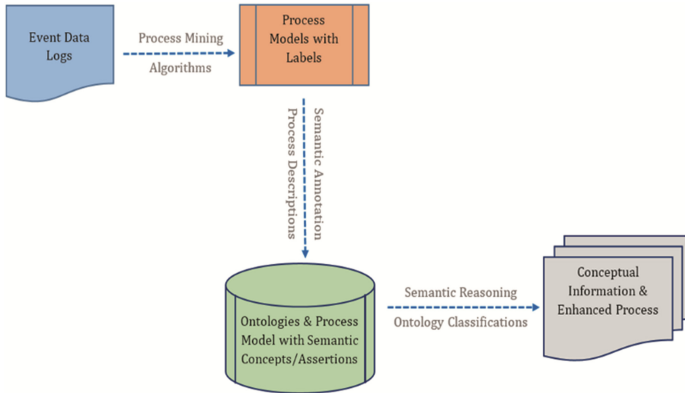 Event Data
Logs
Process Mining
Algorithms
Process
Models with
Labels
Semantic Annotation
Process Descriptions
Ontologies & Process
Model with Semantic
Concepts/Assertions
Semantic Reasoning
Ontology Classifications
Conceptual
Information &
Enhanced Process